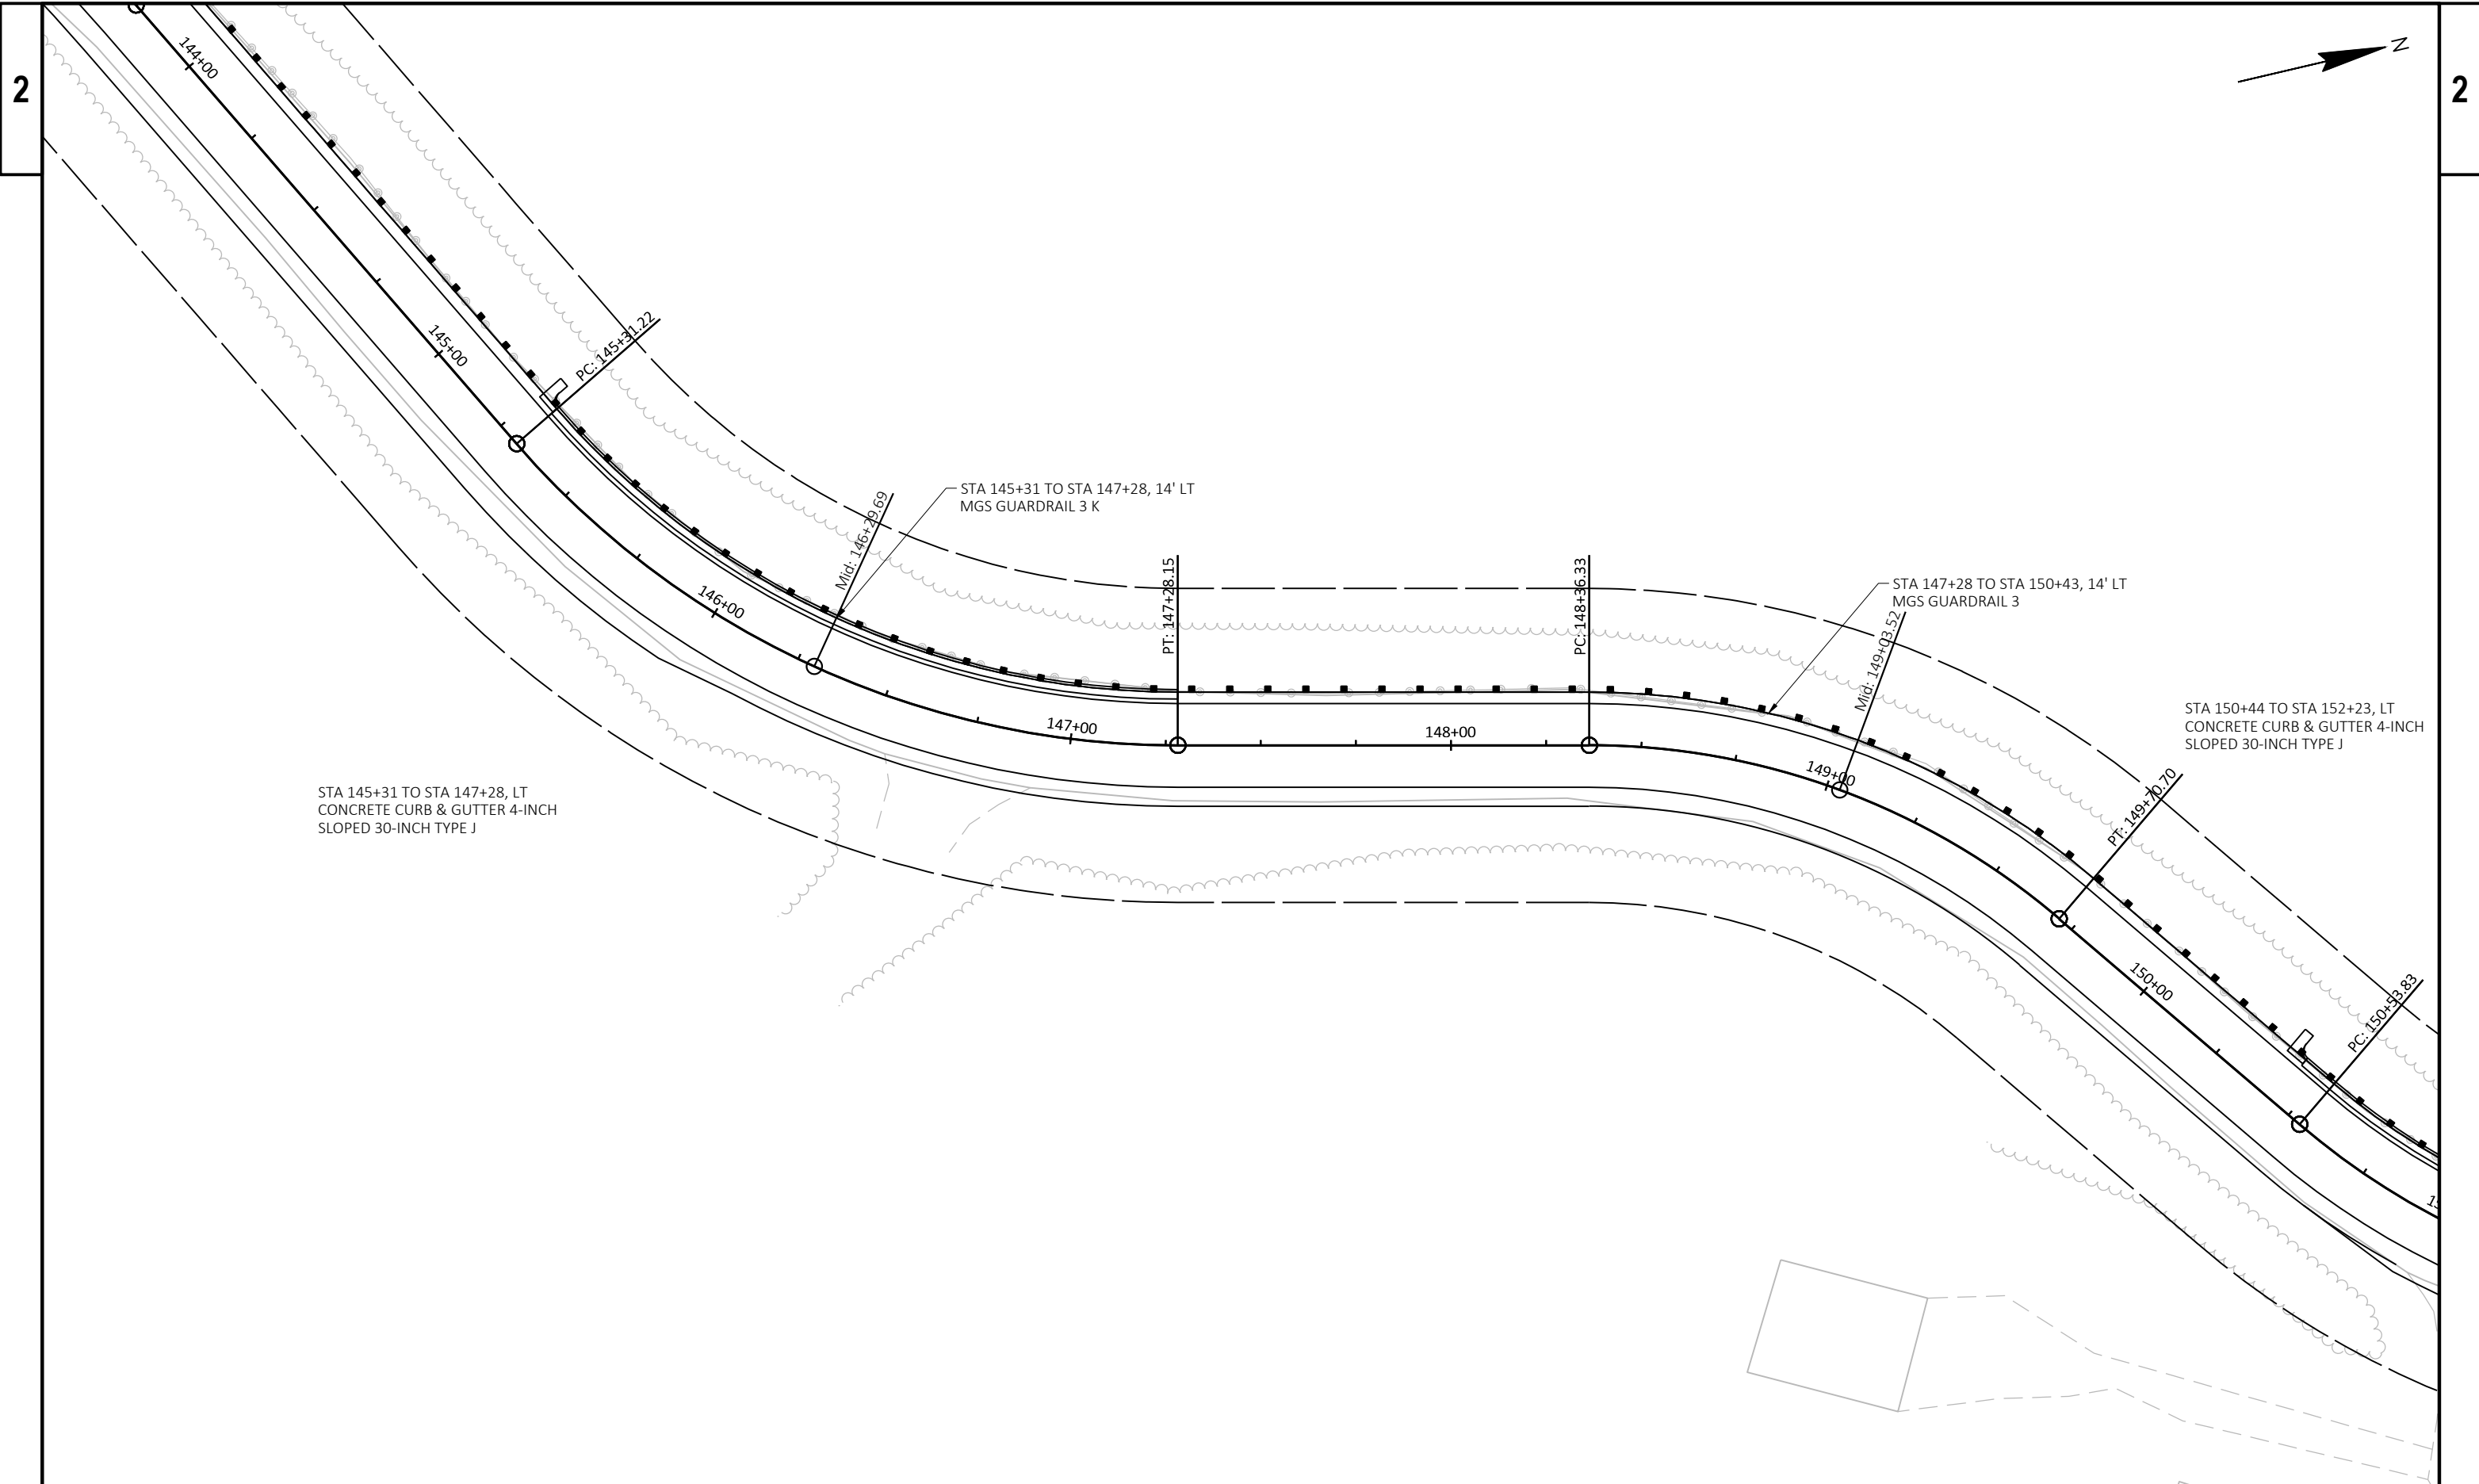 2
2
N
144+00
145+00
PC: 145+31.22
146+00
Mid: 146+29.69
STA 145+31 TO STA 147+28, 14' LT
MGS GUARDRAIL 3 K
147+00
PT: 147+28.15
148+00
PC: 148+36.33
STA 147+28 TO STA 150+43, 14' LT
MGS GUARDRAIL 3
149+00
Mid: 149+03.52
STA 150+44 TO STA 152+23, LT
CONCRETE CURB & GUTTER 4-INCH
SLOPED 30-INCH TYPE J
PT: 149+70.70
STA 145+31 TO STA 147+28, LT
CONCRETE CURB & GUTTER 4-INCH
SLOPED 30-INCH TYPE J
150+00
PC: 150+53.83